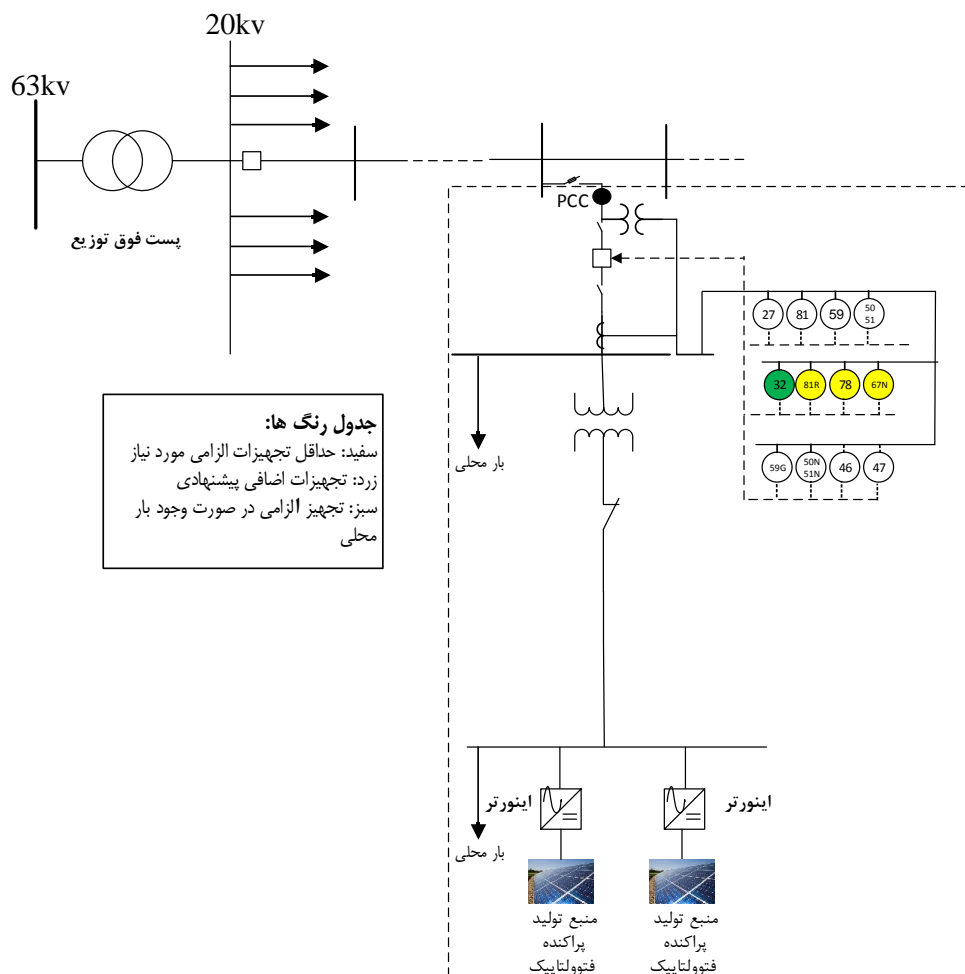 20kv
63kv
پست فوق توزیع
PCC
27
81
59
50
51
32
81R
78
67N
59G
50N
51N
46
47
بار محلی
جدول رنگ ها:
سفید: حداقل تجهیزات الزامی مورد نیاز
زرد: تجهیزات اضافی پیشنهادی
سبز: تجهیز الزامی در صورت وجود بار
محلی
اینورتر
اینورتر
بار محلی
منبع تولید
پراکنده
فتوولتاییک
منبع تولید
پراکنده
فتوولتاییک